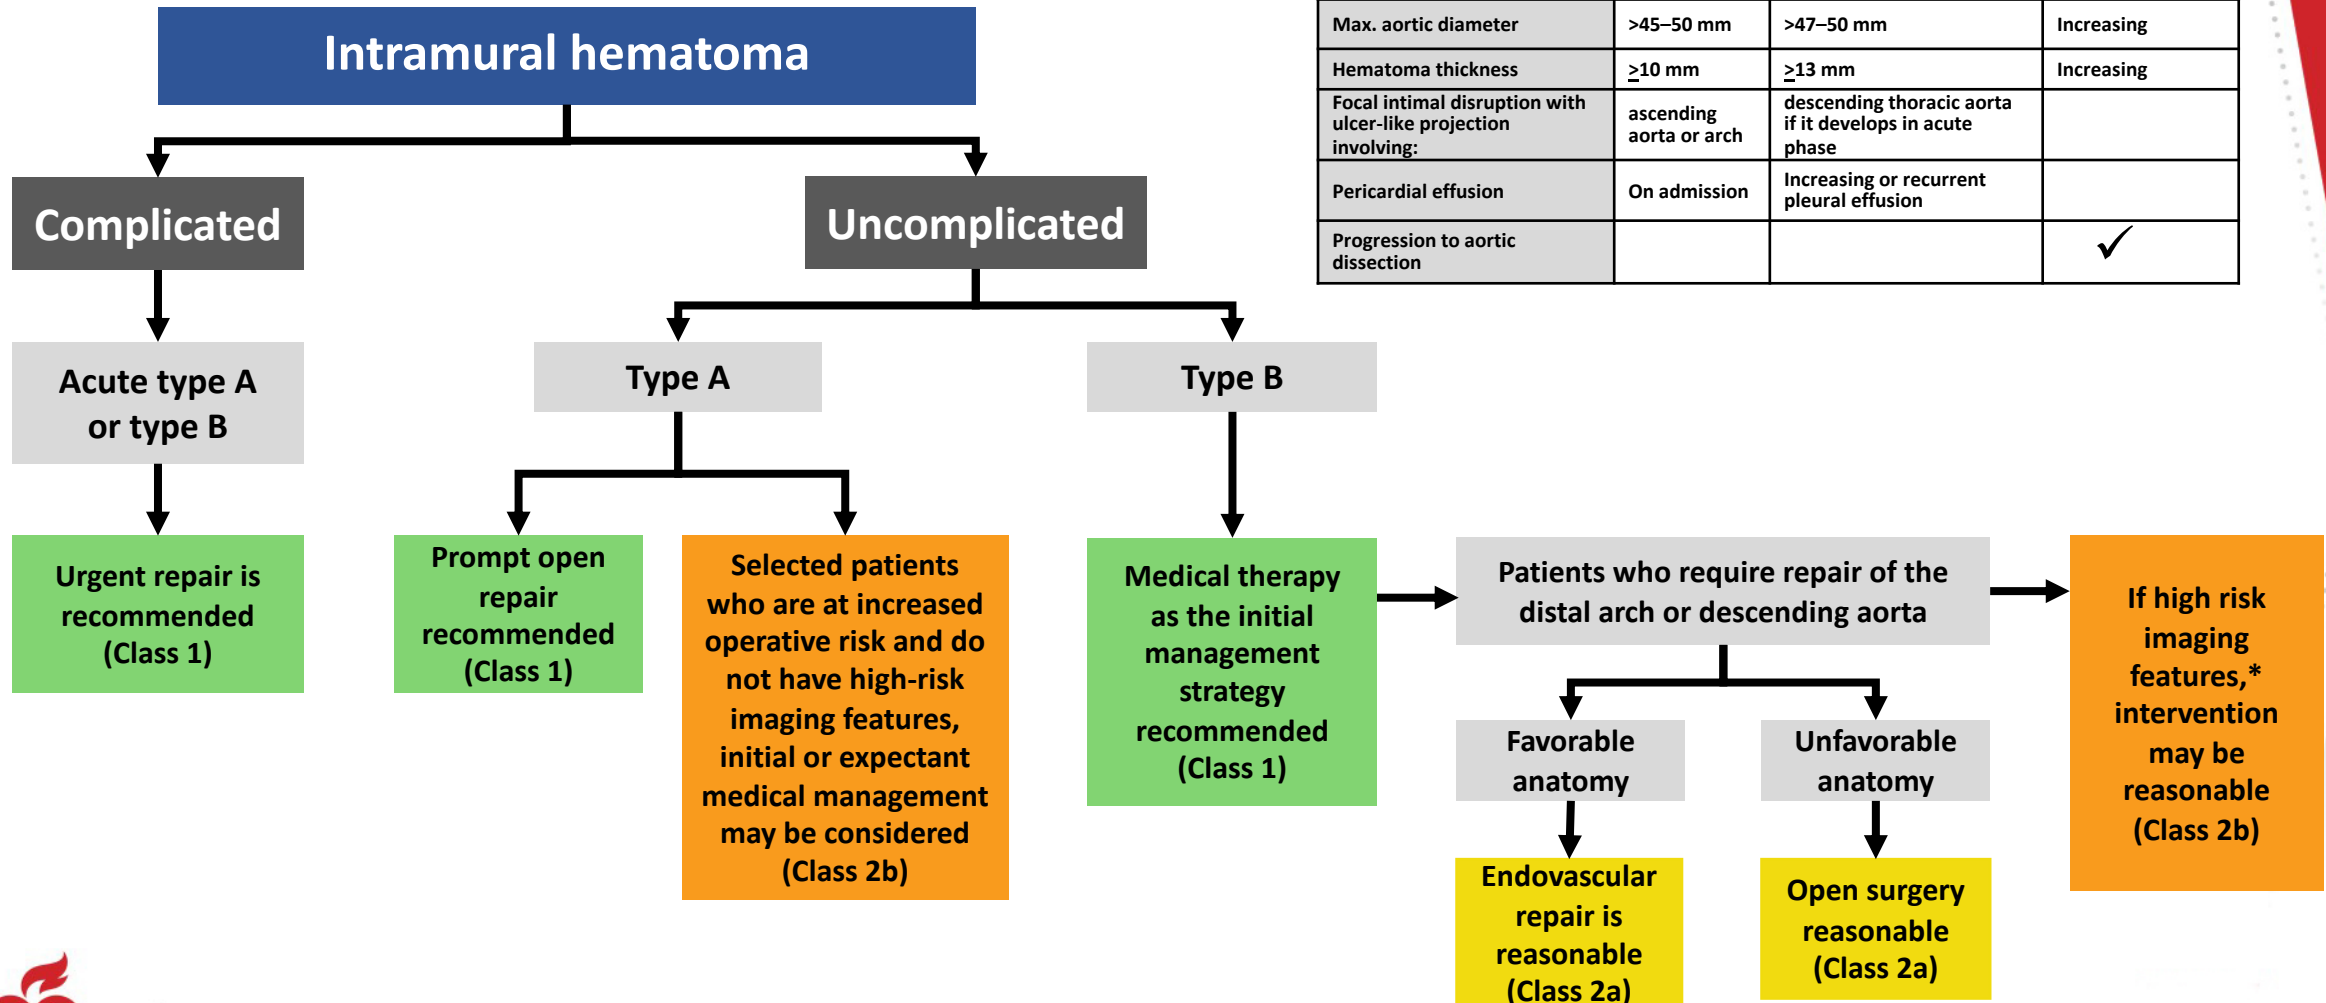 Intramural hematoma
Max. aortic diameter >45–50 mm >47–50 mm Increasing
Hematoma thickness ≥10 mm ≥13 mm Increasing
Focal intimal disruption with
ulcer-like projection
involving:
ascending
aorta or arch
descending thoracic aorta
if it develops in acute
phase
Pericardial effusion
On admission
Increasing or recurrent
pleural effusion
Progression to aortic
dissection
✓
Complicated
Uncomplicated
Acute type A
or type B
Type A
Type B
Urgent repair is
recommended
(Class 1)
Prompt open
repair
recommended
(Class 1)
Selected patients
who are at increased
operative risk and do
not have high-risk
imaging features,
initial or expectant
medical management
may be considered
(Class 2b)
Medical therapy
as the initial
management
strategy
recommended
(Class 1)
Patients who require repair of the
distal arch or descending aorta
Favorable
anatomy
Unfavorable
anatomy
Endovascular
repair is
reasonable
(Class 2a)
Open surgery
reasonable
(Class 2a)
If high risk
imaging
features,*
intervention
may be
reasonable
(Class 2b)